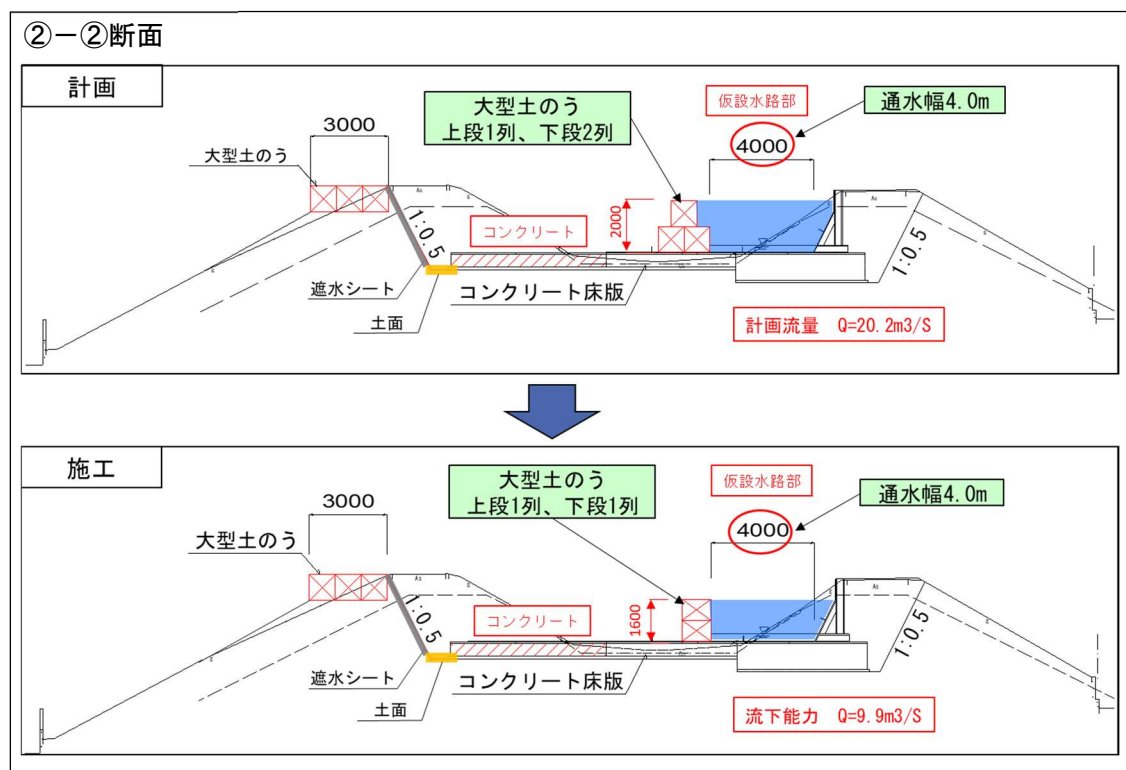 ②－②断面
計画
大型土のう
上段1列、下段2列
仮設水路部
通水幅4.0m
3000
4000
大型土のう
As
As
1:0.5
コンクリート
2000
1:0.5
遮水シート
コンクリート床版
土面
計画流量　Q=20.2m3/S
施工
大型土のう
上段1列、下段1列
仮設水路部
通水幅4.0m
3000
4000
大型土のう
As
As
1:0.5
コンクリート
1600
1:0.5
遮水シート
コンクリート床版
土面
流下能力　Q=9.9m3/S